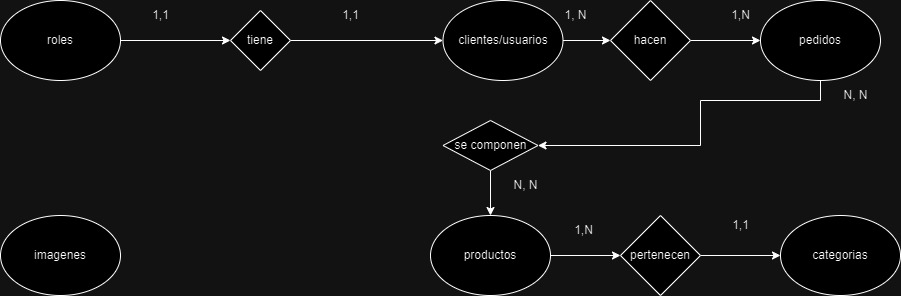 1,1
1,1
1, N
1,N
roles
tiene
clientes/usuarios
hacen
pedidos
N, N
se componen
N, N
1,N
1,1
imagenes
productos
pertenecen
categorias